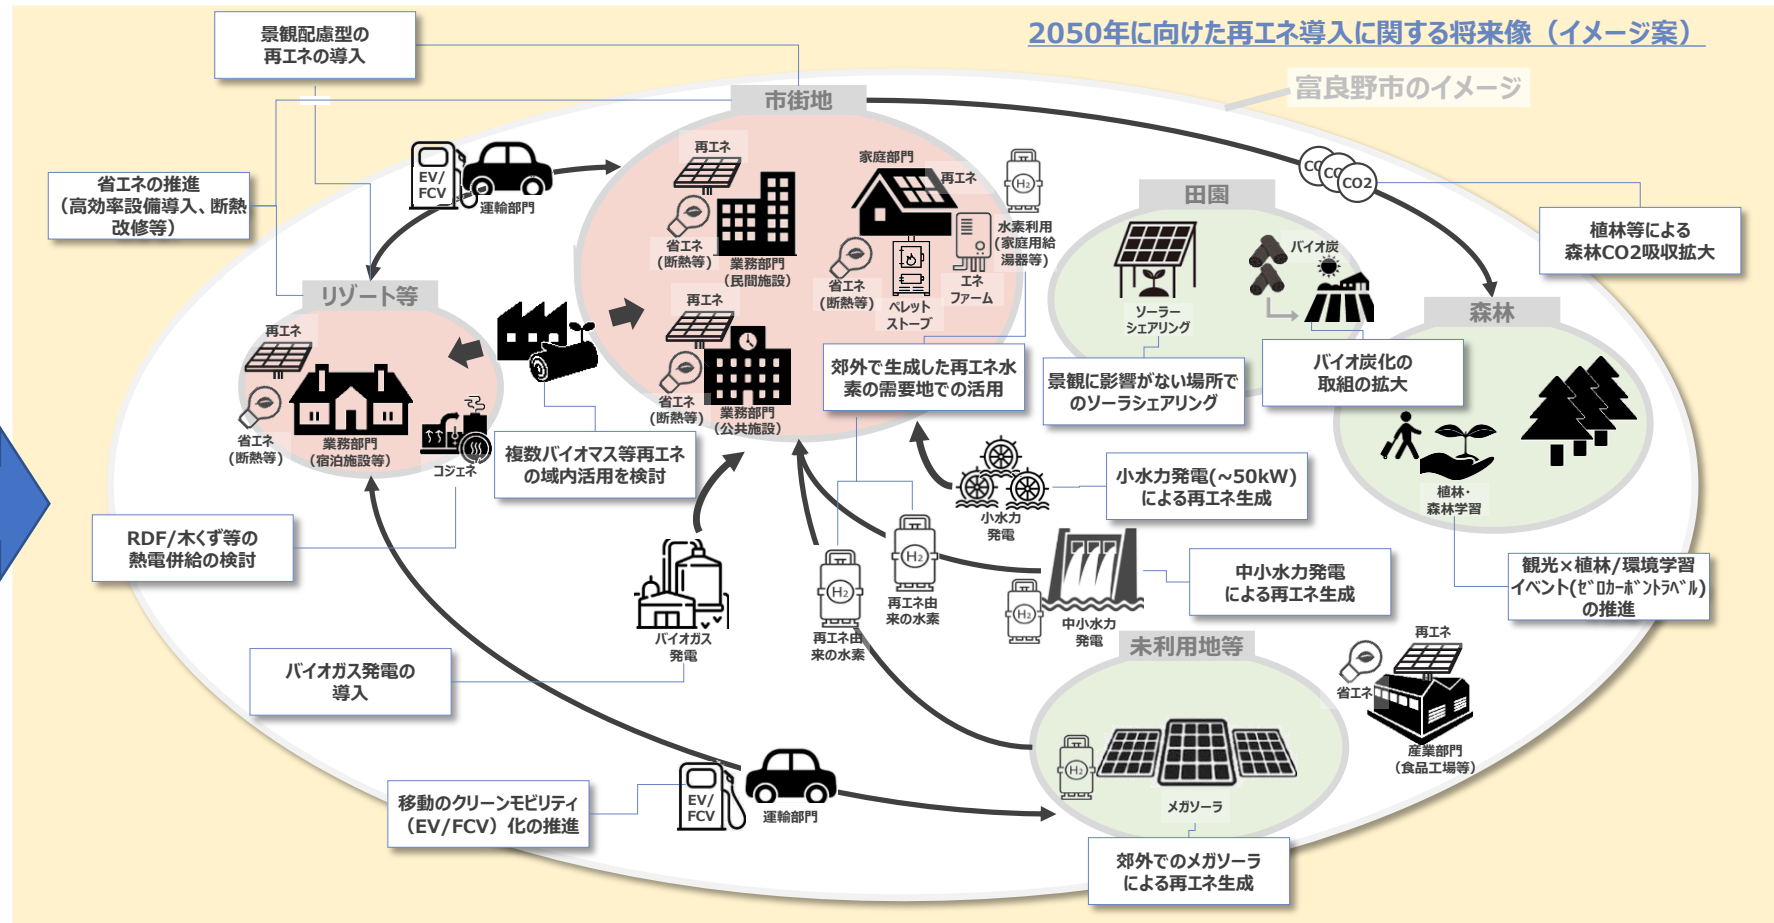 2050年に向けた再エネ導入に関する将来像（イメージ案）
富良野市のイメージ
景観配慮型の
再エネの導入
省エネの推進
（高効率設備導入、断熱
改修等）
EV/
FCV
運輸部門
市街地
再エネ
省エネ
(断熱等)
業務部門
（民間施設）
家庭部門
再エネ
省エネ
(断熱等)
ペレット
ストーブ
エネ
ファーム
H₂
水素利用
(家庭用給
湯器等)
再エネ
省エネ
(断熱等)
業務部門
(公共施設)
田園
ソーラー
シェアリング
バイオ炭
CO2
植林等による
森林CO2吸収拡大
森林
植林・
森林学習
リゾート等
再エネ
省エネ
(断熱等)
業務部門
(宿泊施設等)
コジェネ
郊外で生成した再エネ水
素の需要地での活用
景観に影響がない場所で
のソーラシェアリング
バイオ炭化の
取組の拡大
複数バイオマス等再エネ
の域内活用を検討
小水力
発電
小水力発電(~50kW)
による再エネ生成
RDF/木くず等の
熱電併給の検討
バイオガス
発電
H₂
再エネ由
来の水素
H₂
再エネ由
来の水素
H₂
中小水力
発電
中小水力発電
による再エネ生成
観光×植林/環境学習
イベント(ｾﾞﾛｶｰﾎﾞﾝﾄﾗﾍﾞﾙ)
の推進
バイオガス発電の
導入
未利用地等
H₂
メガソーラ
再エネ
省エネ
産業部門
（食品工場等）
移動のクリーンモビリティ
（EV/FCV）化の推進
EV/
FCV
運輸部門
郊外でのメガソーラ
による再エネ生成